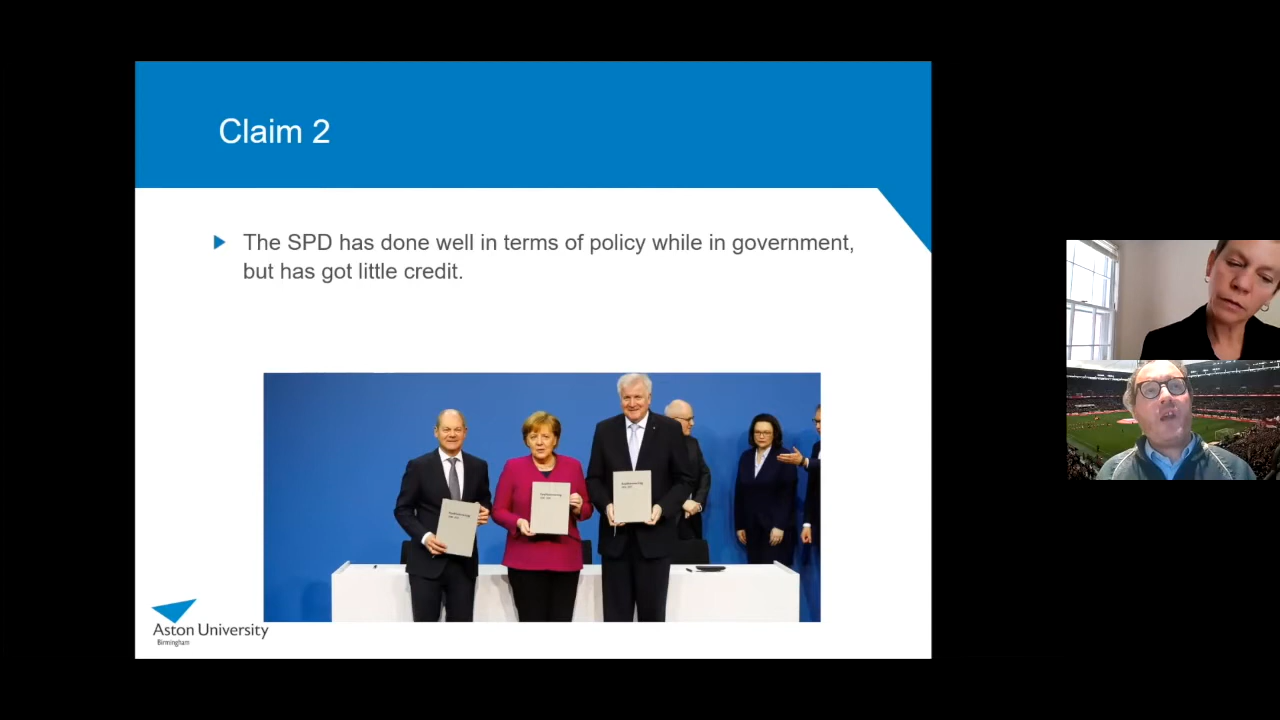 Claim 2
The SPD has done well in terms of policy while in government,
but has got little credit.
Aston University
Birmingham